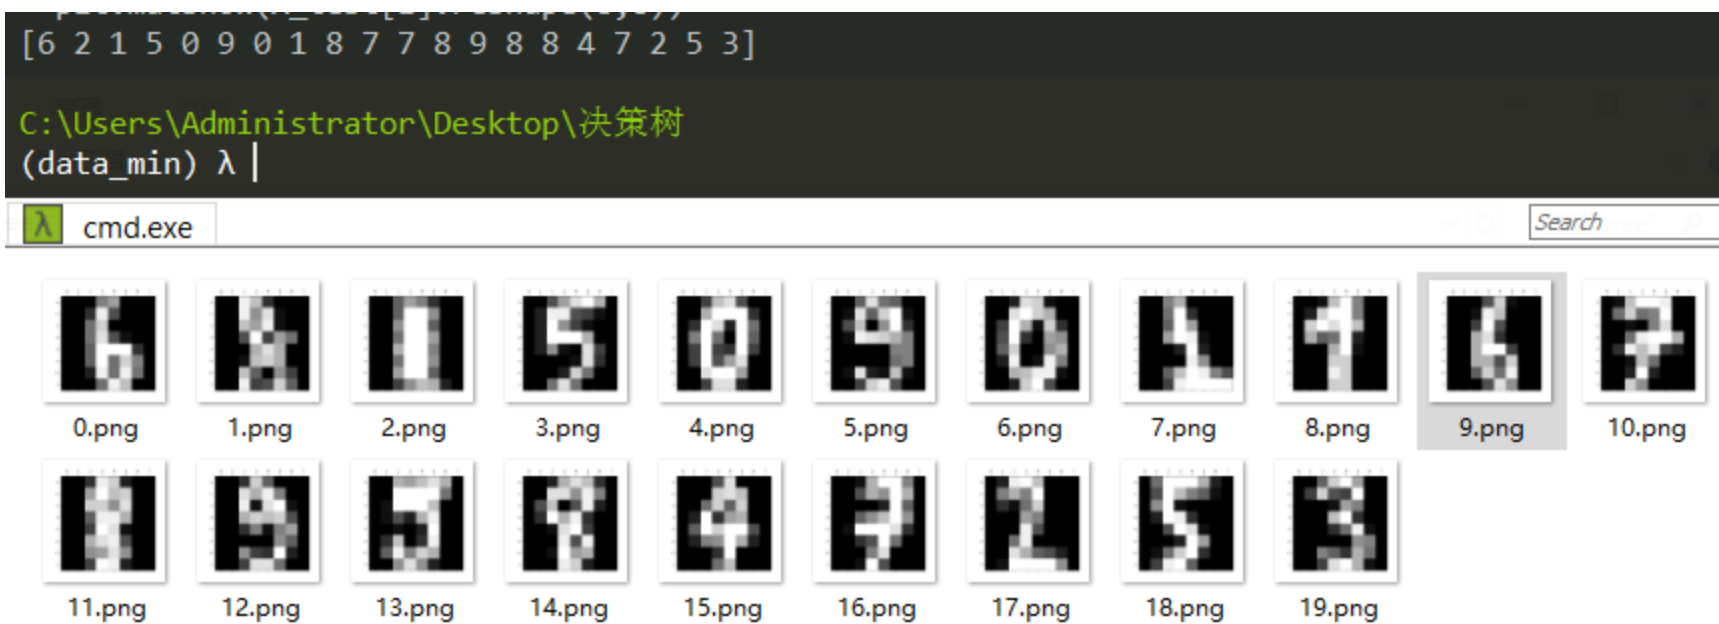 [6 2 1 5 0 9 0 1 8 7 7 8 9 8 8 4 7 2 5 3]
C:\Users\Administrator\Desktop\决策树
(data_min) λ
λ cmd.exe
Search
0.png 1.png 2.png 3.png 4.png 5.png 6.png 7.png 8.png 9.png 10.png
11.png 12.png 13.png 14.png 15.png 16.png 17.png 18.png 19.png